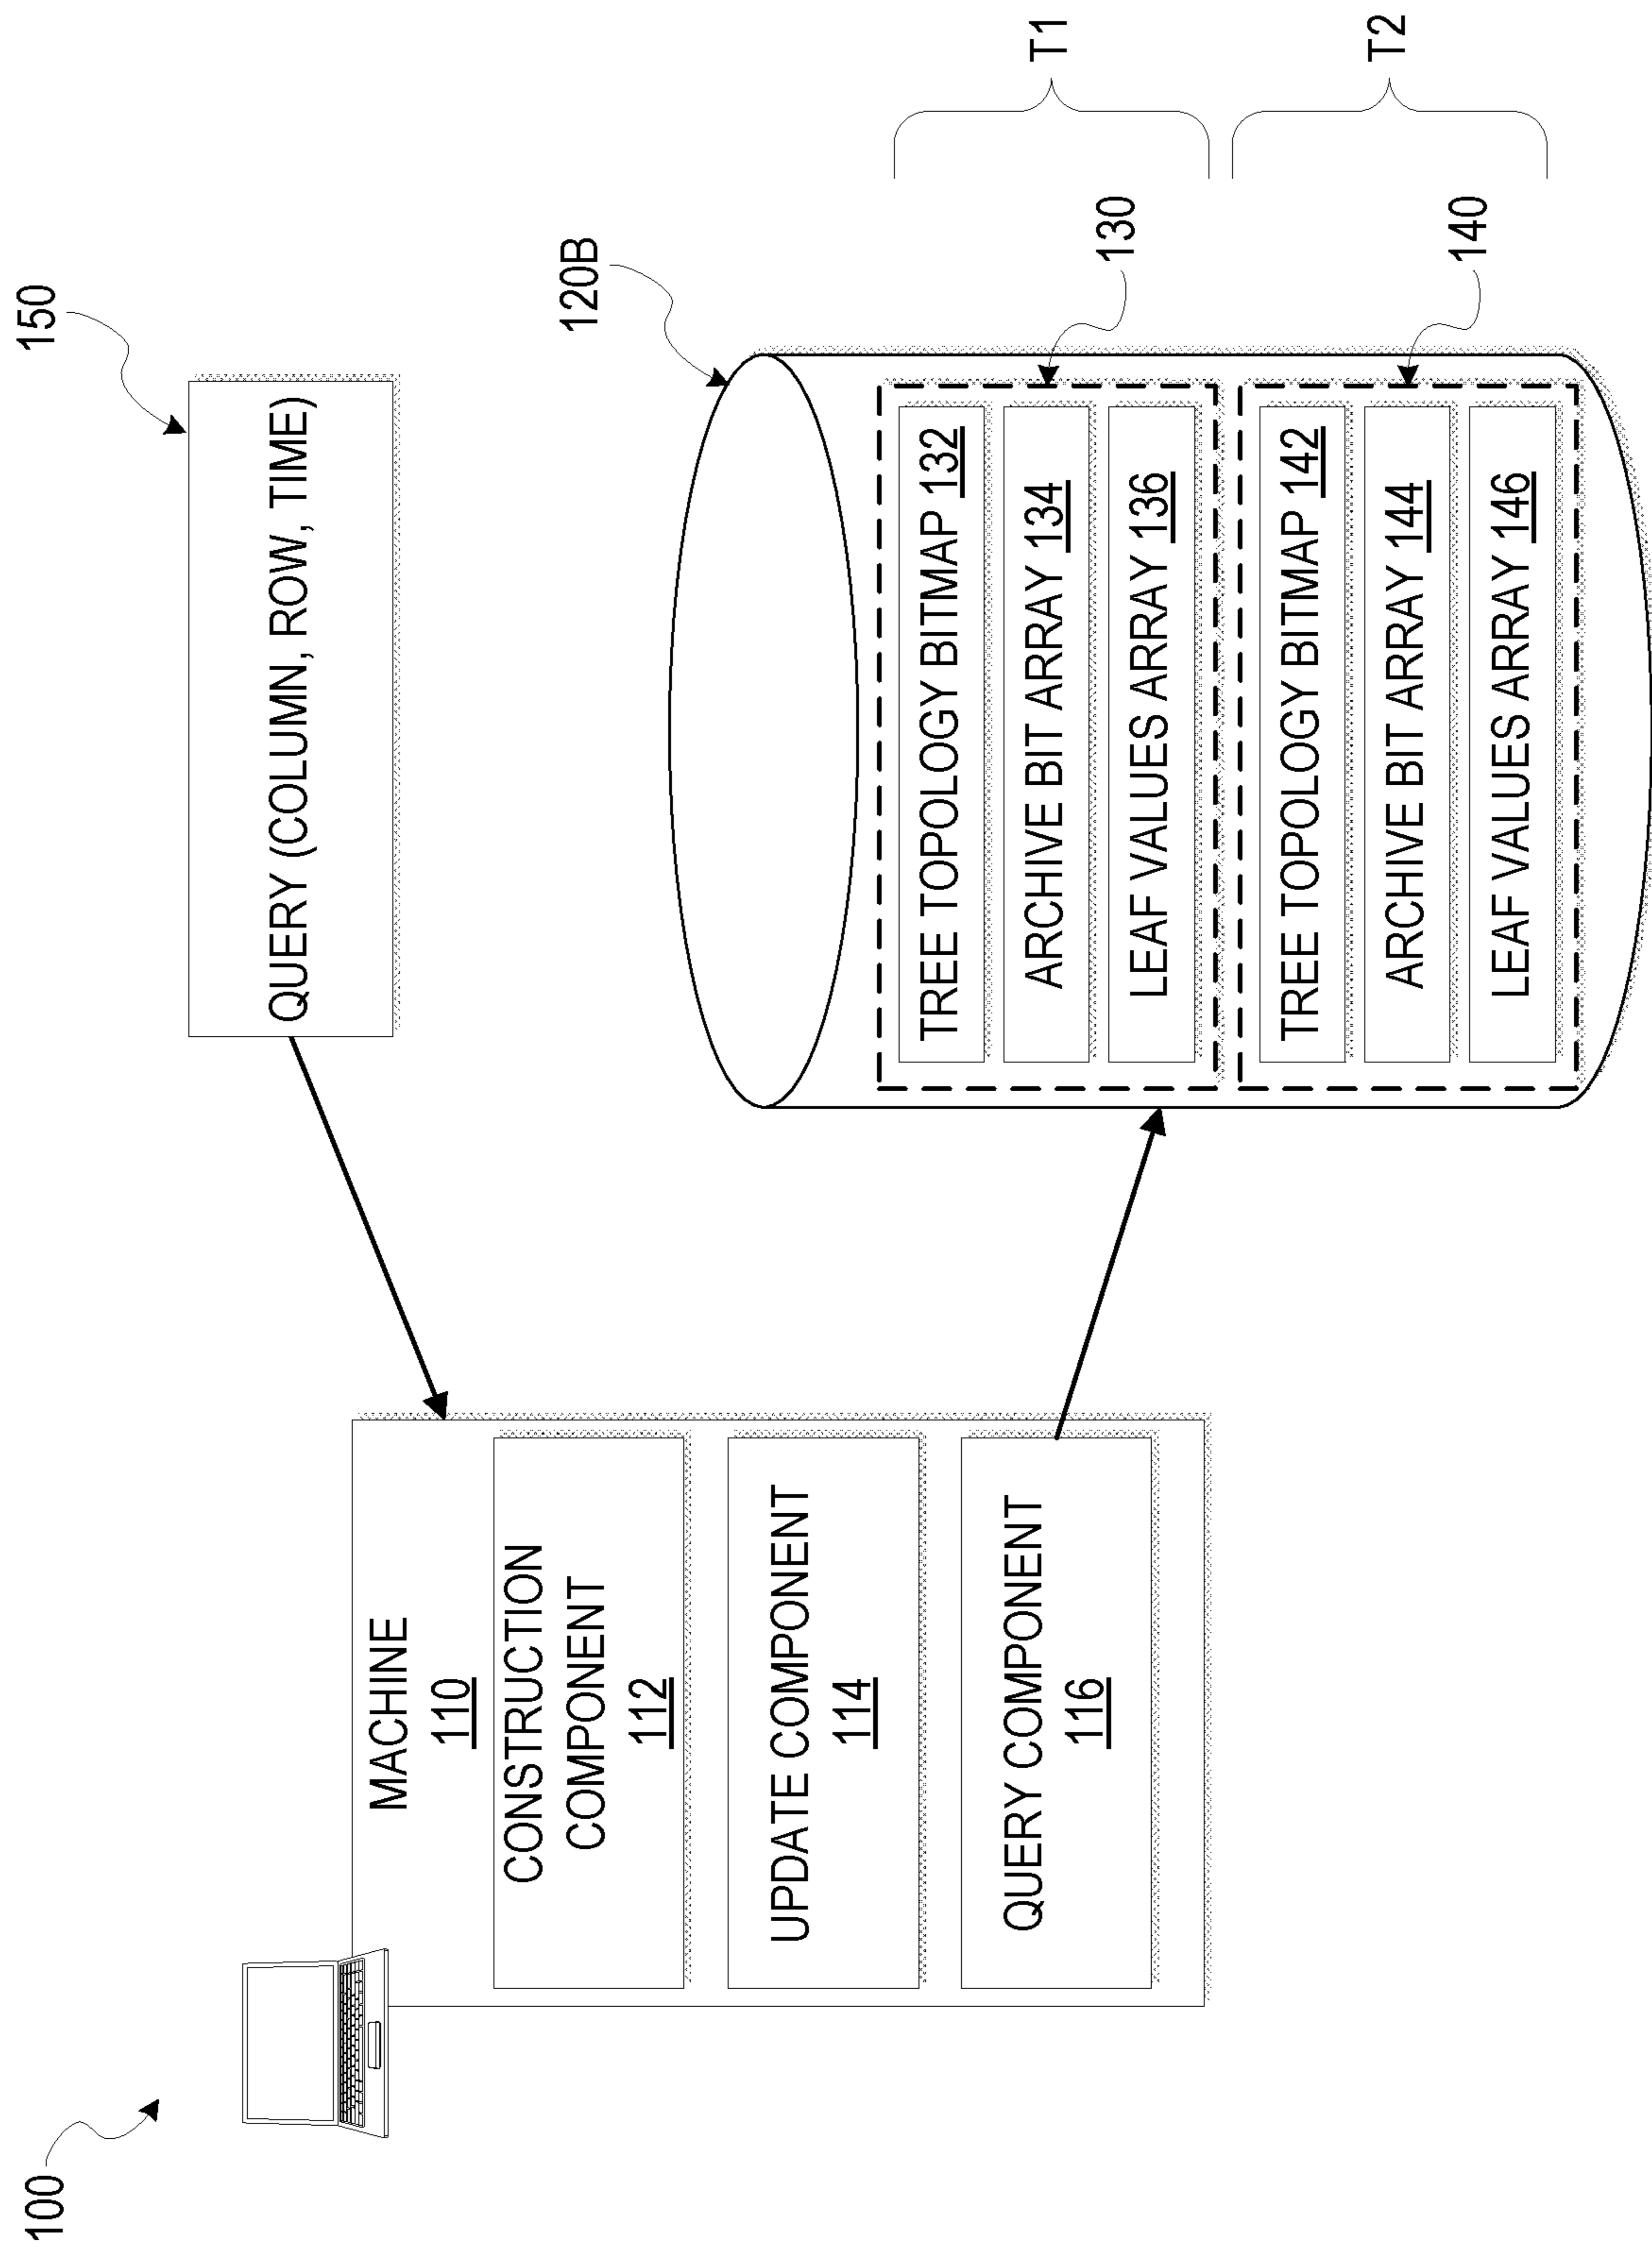 100
MACHINE
110
CONSTRUCTION
COMPONENT
112
UPDATE COMPONENT
114
QUERY COMPONENT
116
150
QUERY (COLUMN, ROW, TIME)
120B
TREE TOPOLOGY BITMAP 132
ARCHIVE BIT ARRAY 134
LEAF VALUES ARRAY 136
130
T1
TREE TOPOLOGY BITMAP 142
ARCHIVE BIT ARRAY 144
LEAF VALUES ARRAY 146
140
T2